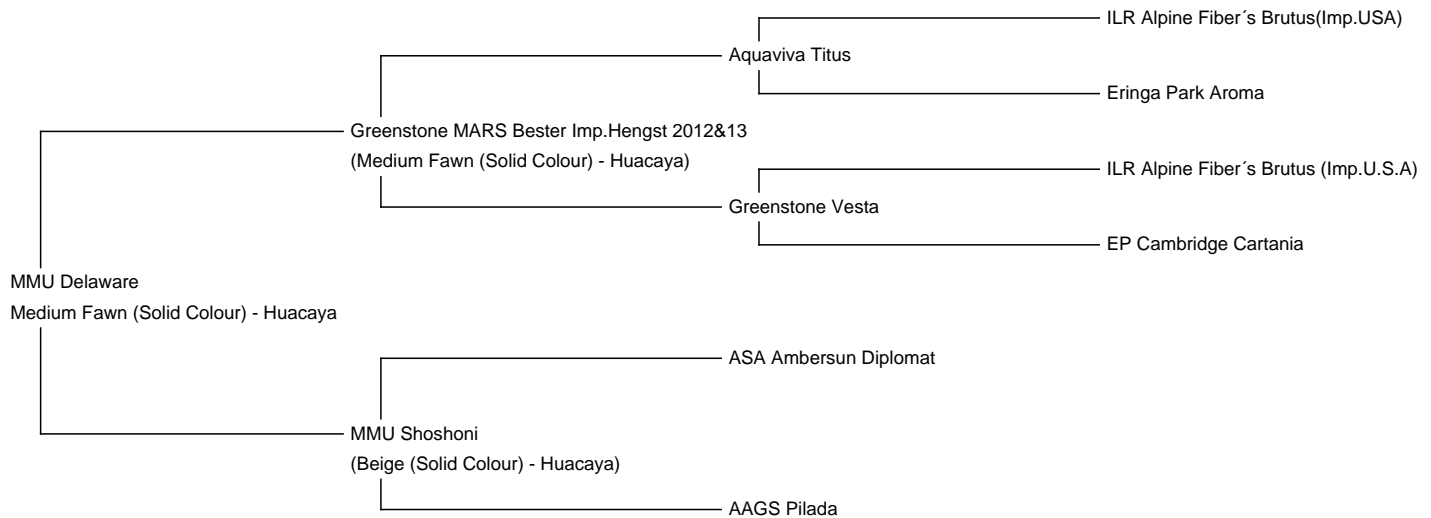 ILR Alpine Fiber´s Brutus(Imp.USA)
Aquaviva Titus
Eringa Park Aroma
Greenstone MARS Bester Imp.Hengst 2012&13
(Medium Fawn (Solid Colour) - Huacaya)
ILR Alpine Fiber´s Brutus (Imp.U.S.A)
Greenstone Vesta
EP Cambridge Cartania
MMU Delaware
Medium Fawn (Solid Colour) - Huacaya
ASA Ambersun Diplomat
MMU Shoshoni
(Beige (Solid Colour) - Huacaya)
AAGS Pilada